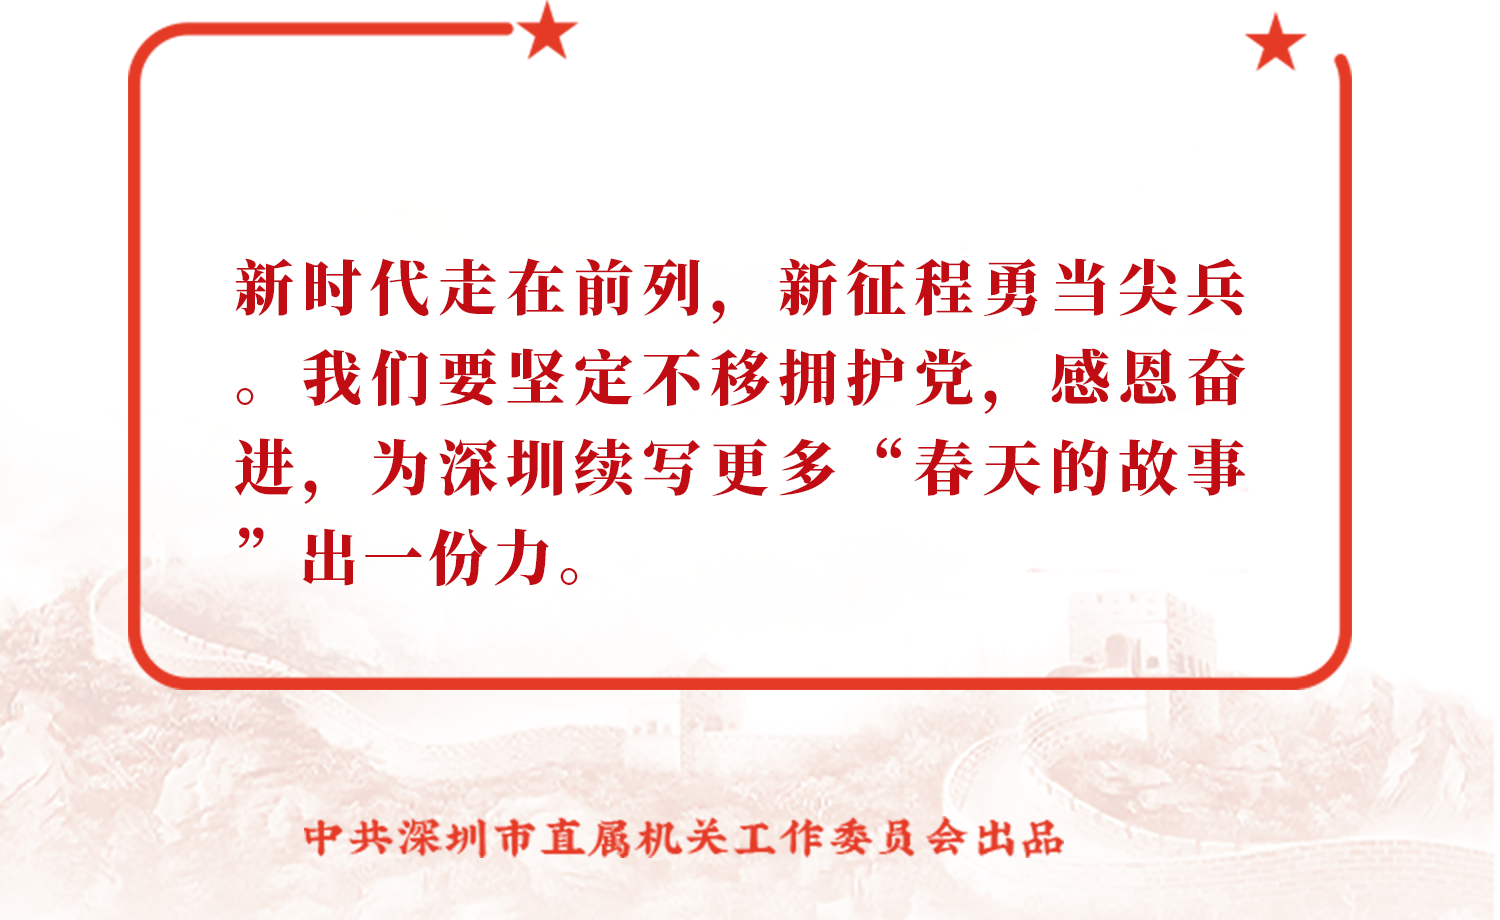 新时代走在前列，新征程勇当尖兵
。我们要坚定不移拥护党，感恩奋
进，为深圳续写更多“春天的故事
”出一份力。
中共深圳市直属机关工作委员会出品